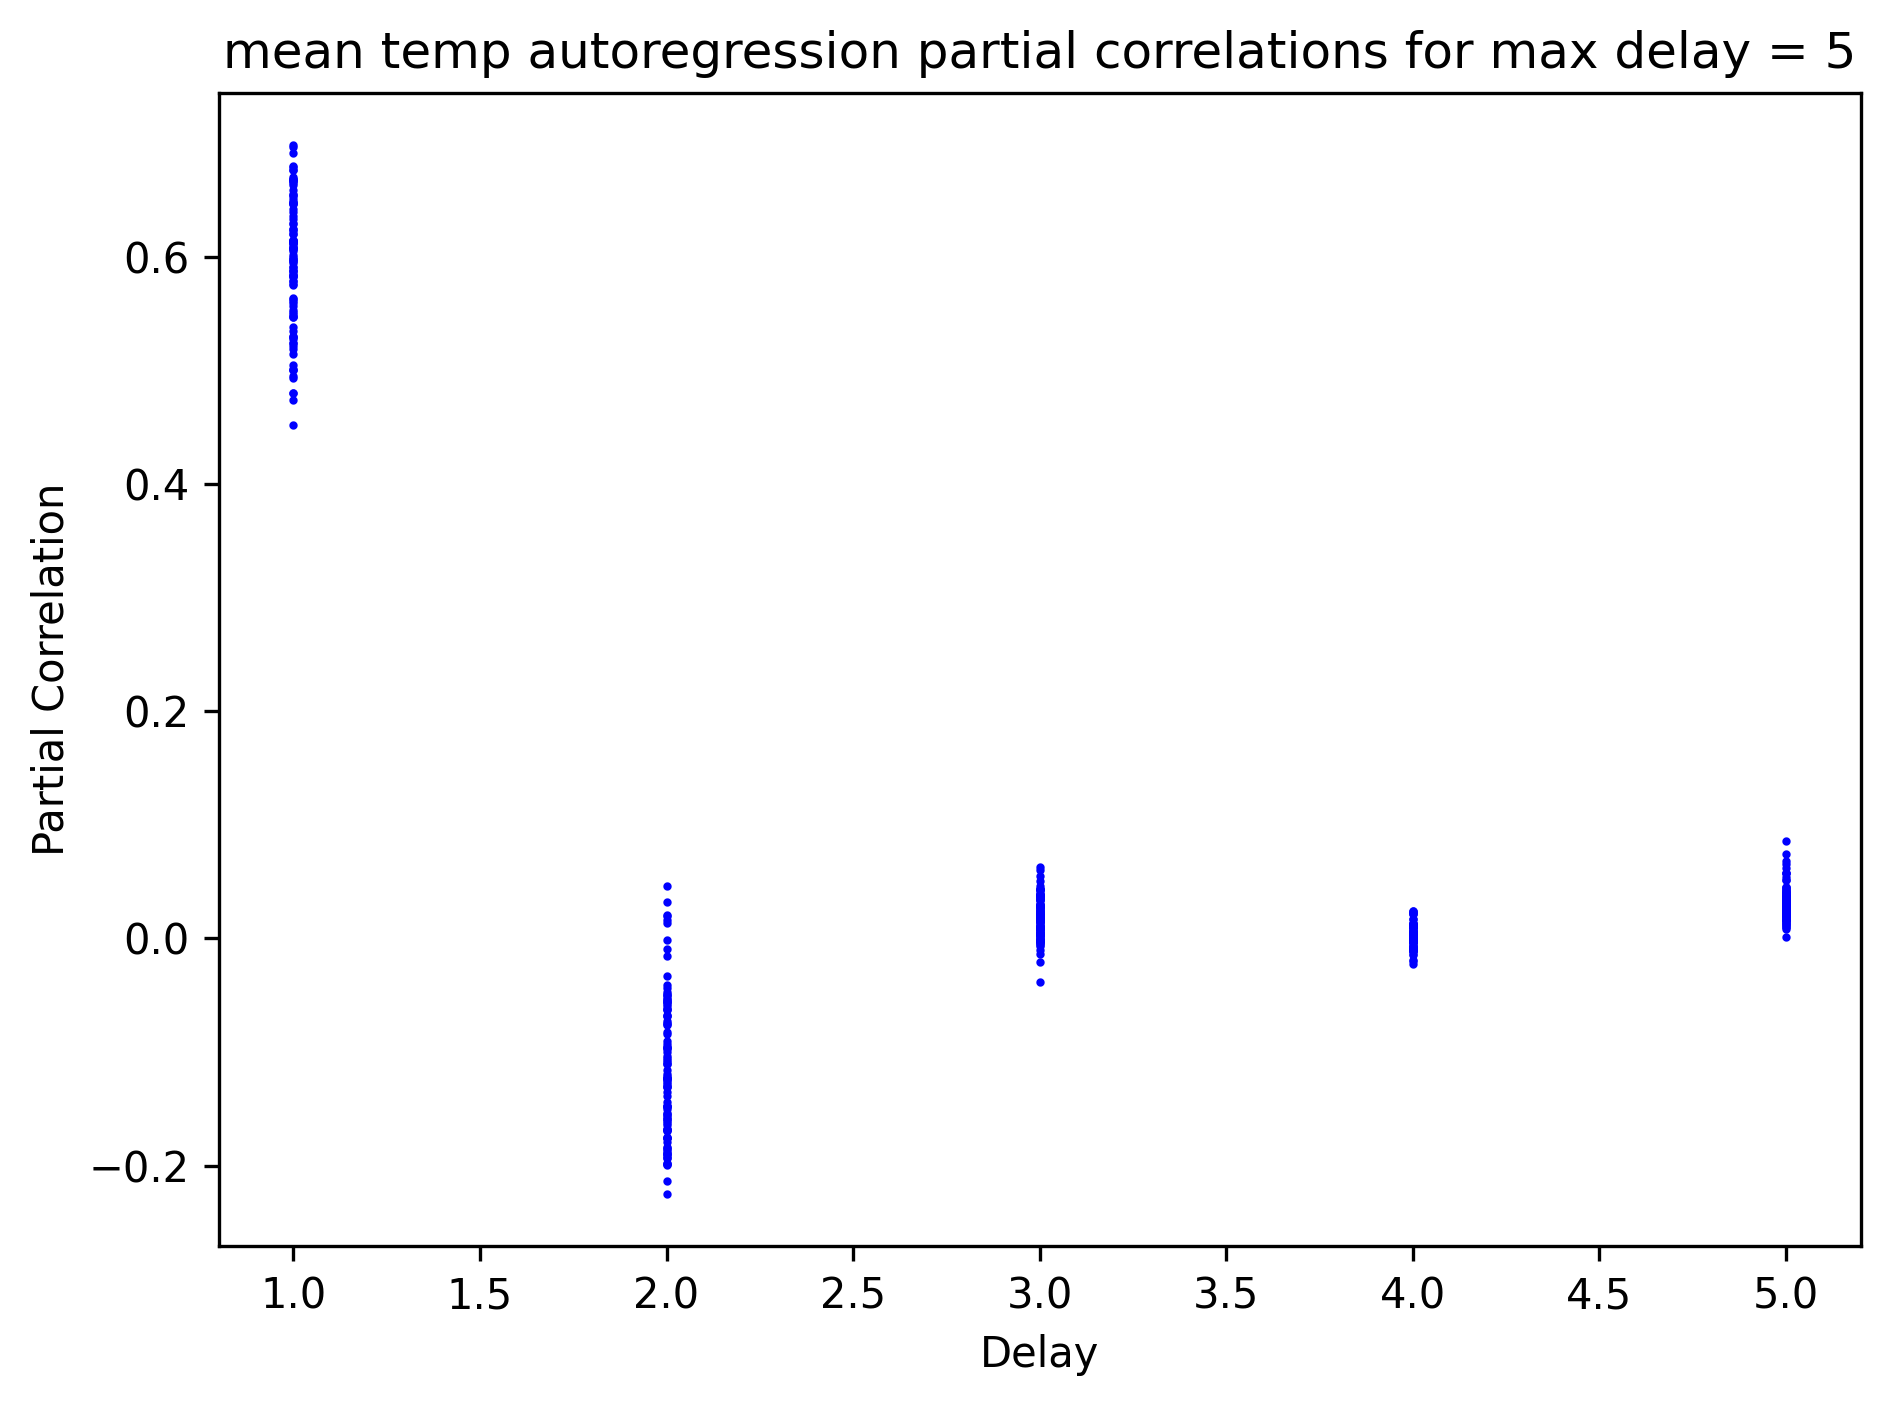 mean temp autoregression partial correlations for max delay = 5
Partial Correlation
0.6
0.4
0.2
0.0
−0.2
1.0 1.5 2.0 2.5 3.0 3.5 4.0 4.5 5.0
Delay